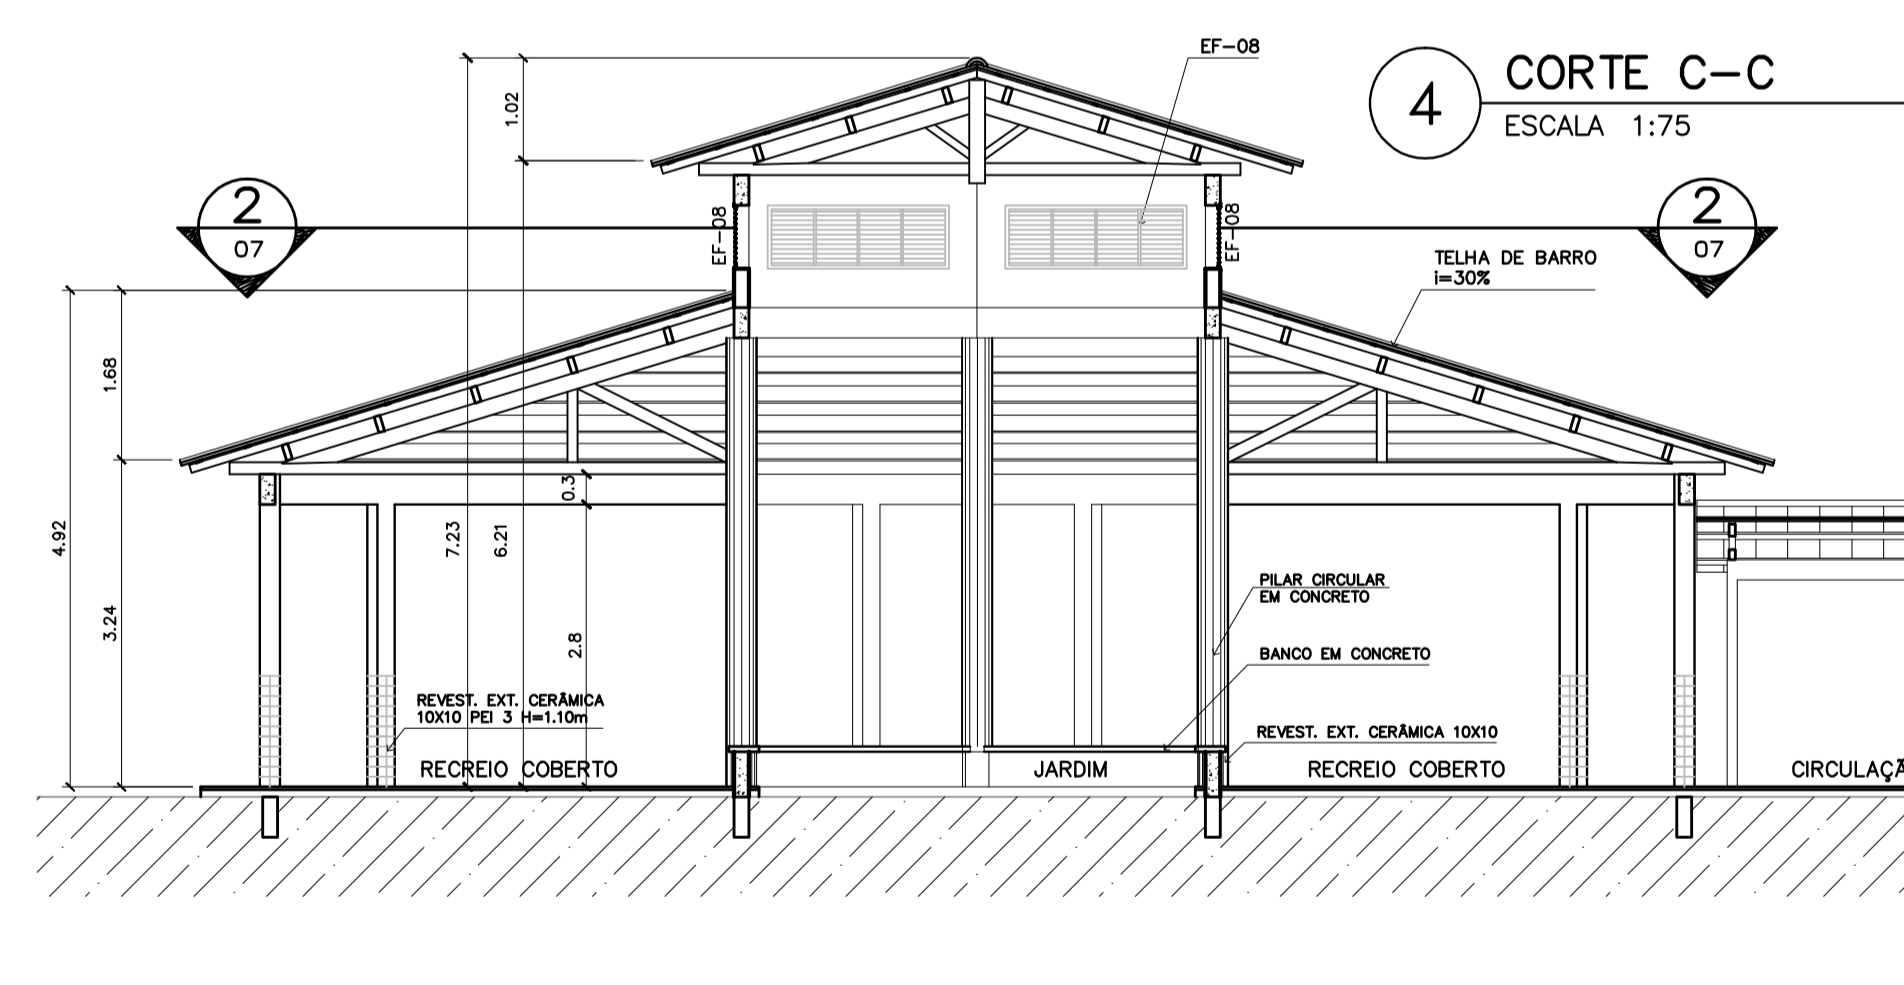 EF-08
4
CORTE C-C
ESCALA 1:75
1.02
2
07
EF-08
EF-08
2
07
TELHA DE BARRO
i=30%
1.68
0.3
4.92
7.23
6.21
3.24
2.8
PILAR CIRCULAR
EM CONCRETO
BANCO EM CONCRETO
REVEST. EXT. CERÂMICA
10X10 PEI 3 H=1.10m
REVEST. EXT. CERÂMICA 10X10
RECREIO COBERTO
JARDIM
RECREIO COBERTO
CIRCULAÇÃ